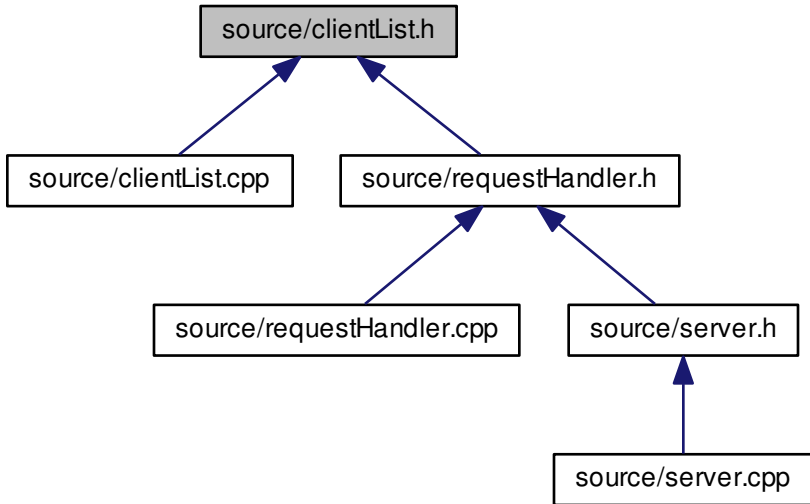 source/clientList.h
source/clientList.cpp
source/requestHandler.h
source/requestHandler.cpp
source/server.h
source/server.cpp